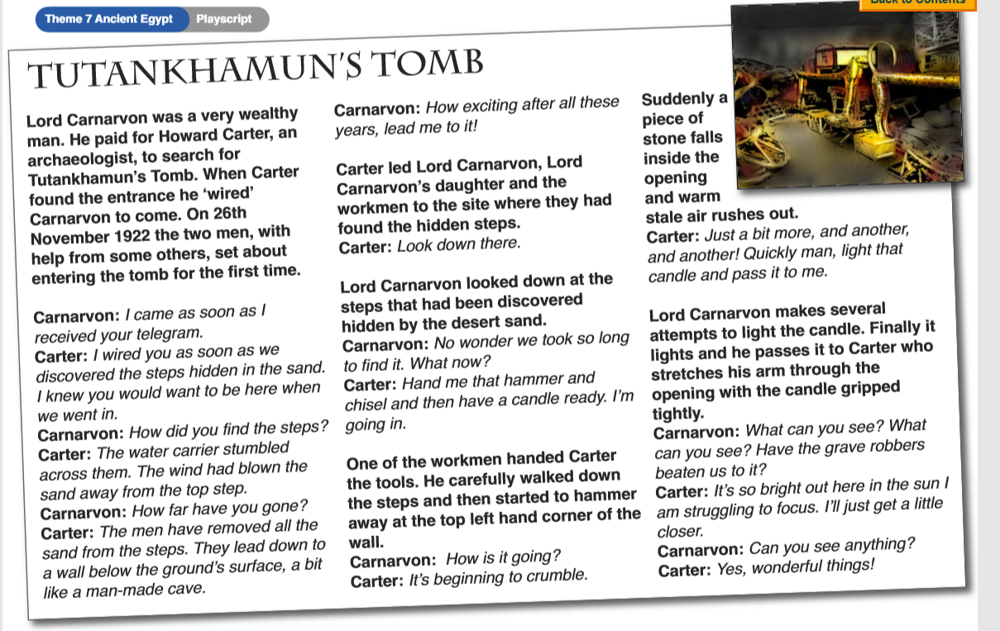 Back to Contents
Theme 7 Ancient Egypt Playscript
TUTANKHAMUN'S TOMB
Lord Carnarvon was a very wealthy
man. He paid for Howard Carter, an
archaeologist, to search for
Tutankhamun's Tomb. When Carter
found the entrance he 'wired'
Carnarvon to come. On 26th
November 1922 the two men, with
help from some others, set about
entering the tomb for the first time.
Carnarvon: I came as soon as I
received your telegram.
Carter: I wired you as soon as we
discovered the steps hidden in the sand.
I knew you would want to be here when
we went in.
Carnarvon: How did you find the steps?
Carter: The water carrier stumbled
across them. The wind had blown the
sand away from the top step.
Carnarvon: How far have you gone?
Carter: The men have removed all the
sand from the steps. They lead down to
a wall below the ground's surface, a bit
like a man-made cave.
Carnarvon: How exciting after all these
years, lead me to it!
Carter led Lord Carnarvon, Lord
Carnarvon's daughter and the
workmen to the site where they had
found the hidden steps.
Carter: Look down there.
Lord Carnarvon looked down at the
steps that had been discovered
hidden by the desert sand.
Carnarvon: No wonder we took so long
to find it. What now?
Carter: Hand me that hammer and
chisel and then have a candle ready. I'm
going in.
One of the workmen handed Carter
the tools. He carefully walked down
the steps and then started to hammer
away at the top left hand corner of the
wall.
Carnarvon: How is it going?
Carter: It's beginning to crumble.
Suddenly a
piece of
stone falls
inside the
opening
and warm
stale air rushes out.
Carter: Just a bit more, and another,
and another! Quickly man, light that
candle and pass it to me.
Lord Carnarvon makes several
attempts to light the candle. Finally it
lights and he passes it to Carter who
stretches his arm through the
opening with the candle gripped
tightly.
Carnarvon: What can you see? What
can you see? Have the grave robbers
beaten us to it?
Carter: It's so bright out here in the sun I
am struggling to focus. I'll just get a little
closer.
Carnarvon: Can you see anything?
Carter: Yes, wonderful things!